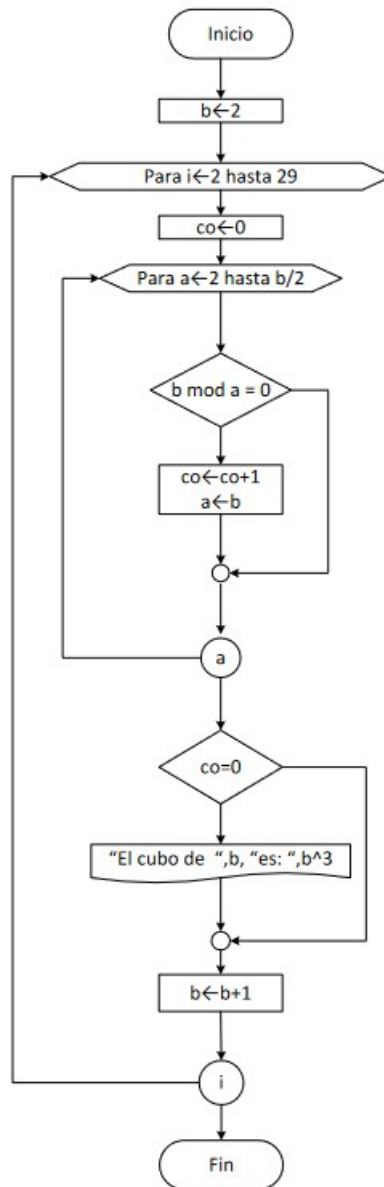 Inicio
b←2
Para i←2 hasta 29
co←0
Para a←2 hasta b/2
b mod a = 0
co←co+1
a←b
a
co=0
“El cubo de “,b, “es: “,b^3
b←b+1
i
Fin